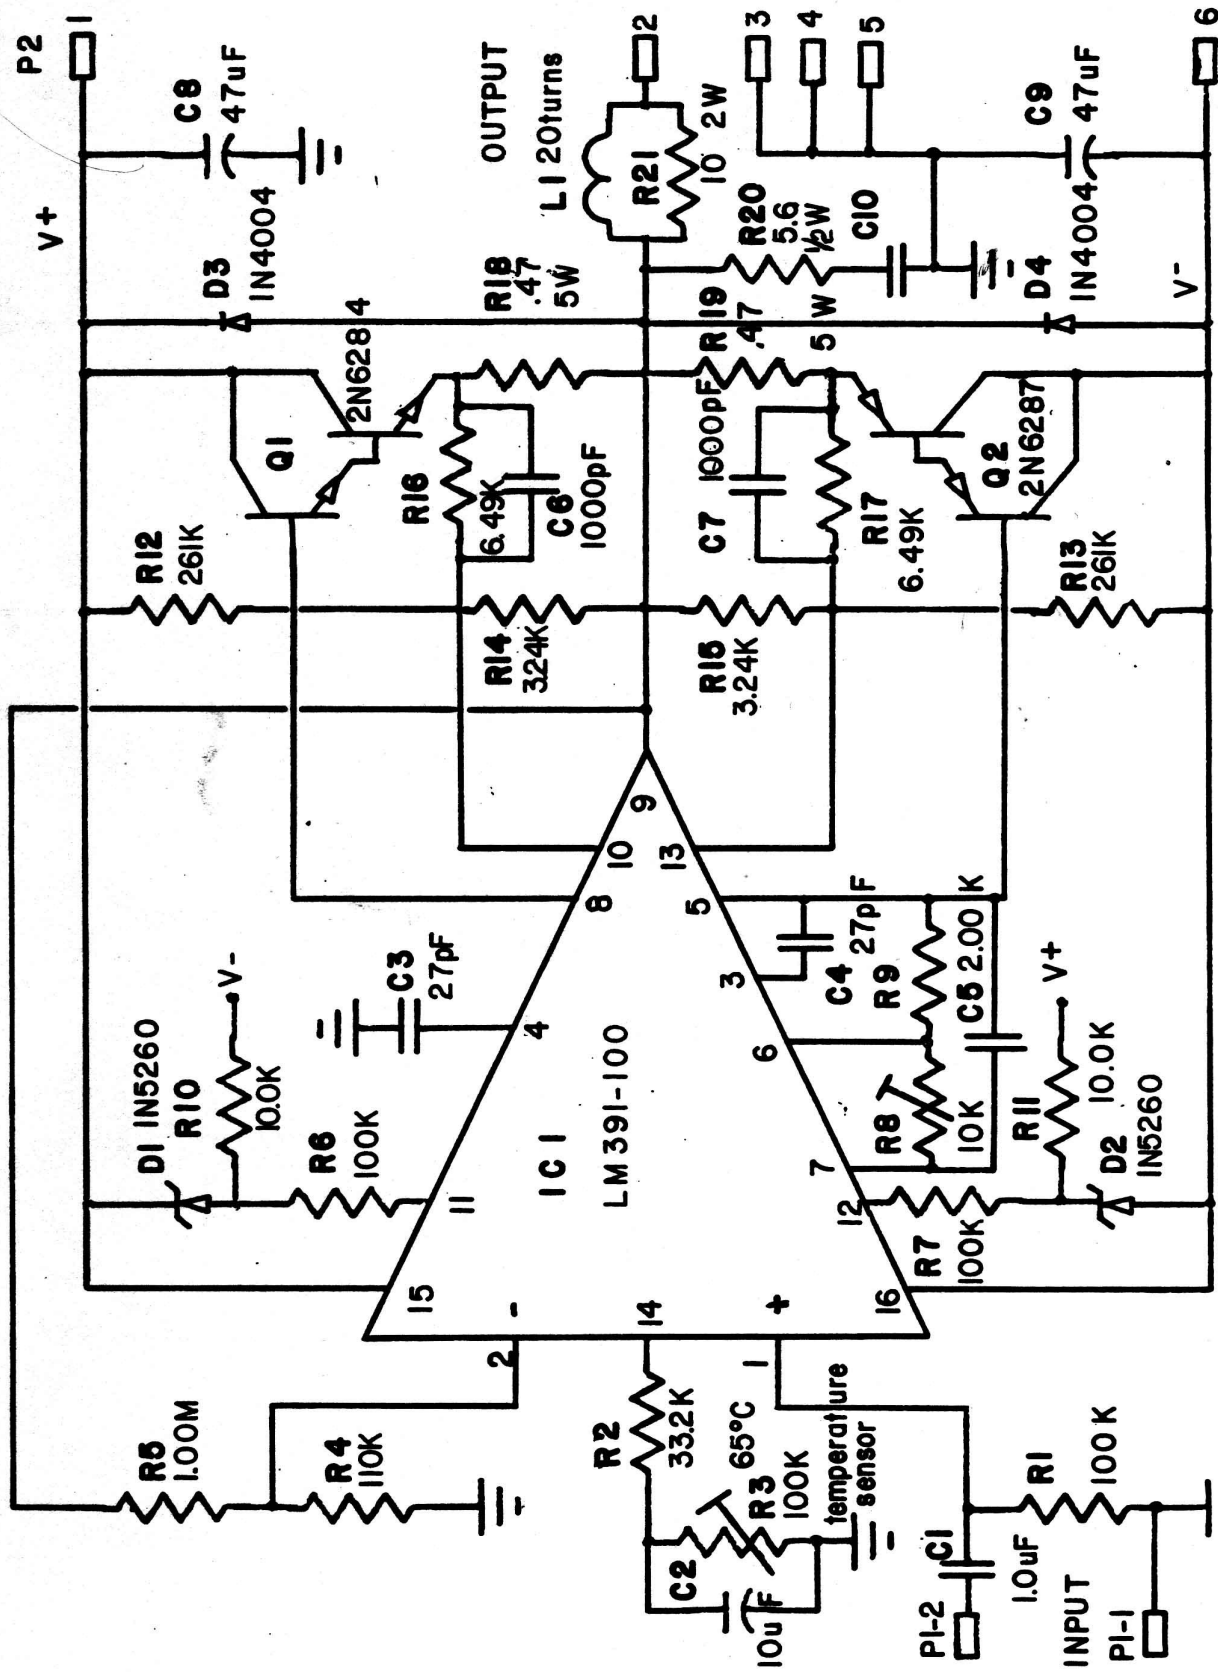 P2
1
V+
C8
47uF
D3
1N4004
OUTPUT
L1 20turns
2
R21
10 2W
3
4
5
R20
5.6
½W
C10
C9
47uF
D4
1N4004
V-
6
R18
.47
5W
R19
.47
5 W
2N6284
Q1
R16
6.49K
C6
1000pF
C7
1000pF
R17
6.49K
Q2
2N6287
R12
261K
R14
3.24K
R15
3.24K
R13
261K
D1 1N5260
R10
10.0K
V-
C3
27pF
R6
100K
IC1
LM391-100
15
11
4
8
10
9
13
5
3
6
7
12
16
14
-
+
2
1
C4
27pF
R9
2.00K
C5
R8
10K
V+
R11
10.0K
D2
1N5260
R7
100K
R5
1.00M
R4
110K
R2
33.2K
65°C
R3
100K
temperature
sensor
C2
10uF
C1
1.0uF
R1
100K
P1-2
INPUT
P1-1